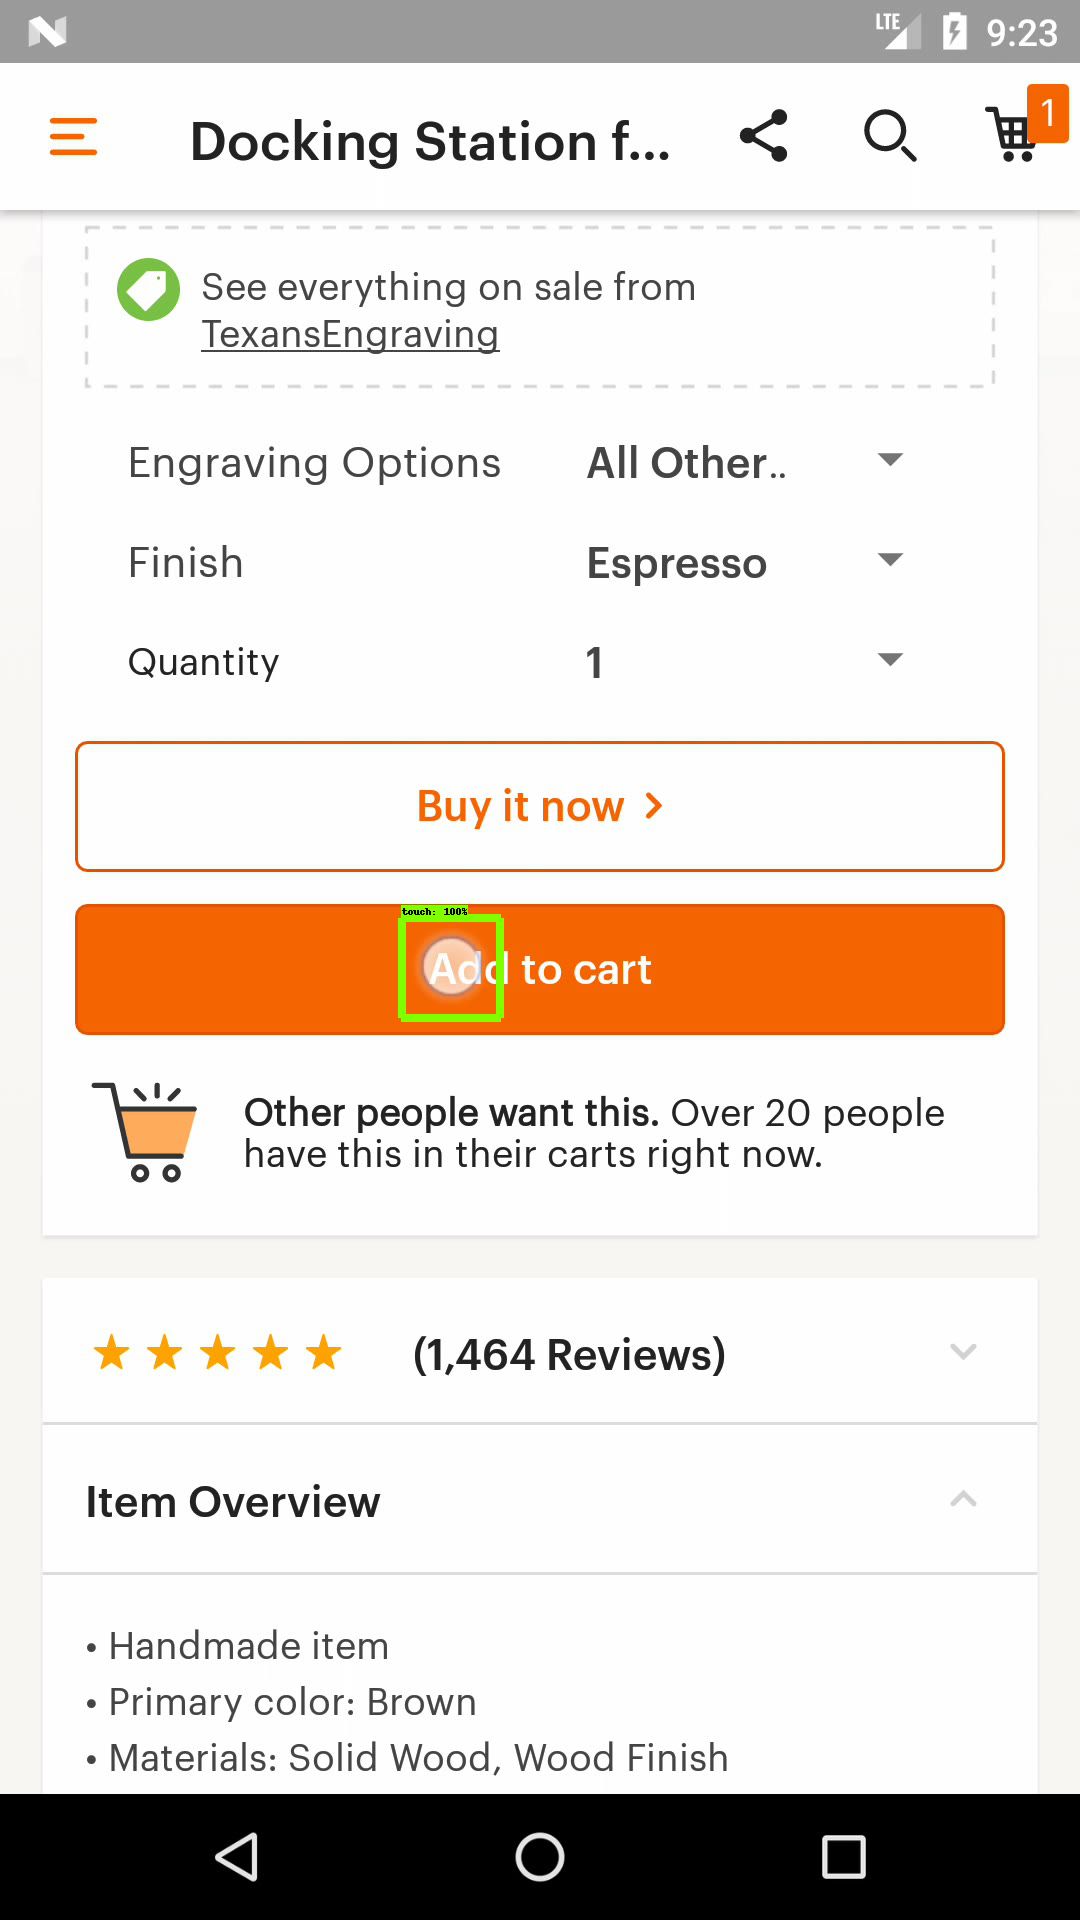 LTE 9:23
Docking Station f... 1
See everything on sale from
TexansEngraving
Engraving Options All Other..
Finish Espresso
Quantity 1
Buy it now
touch: 100%
Add to cart
Other people want this. Over 20 people
have this in their carts right now.
(1,464 Reviews)
Item Overview
• Handmade item
• Primary color: Brown
• Materials: Solid Wood, Wood Finish